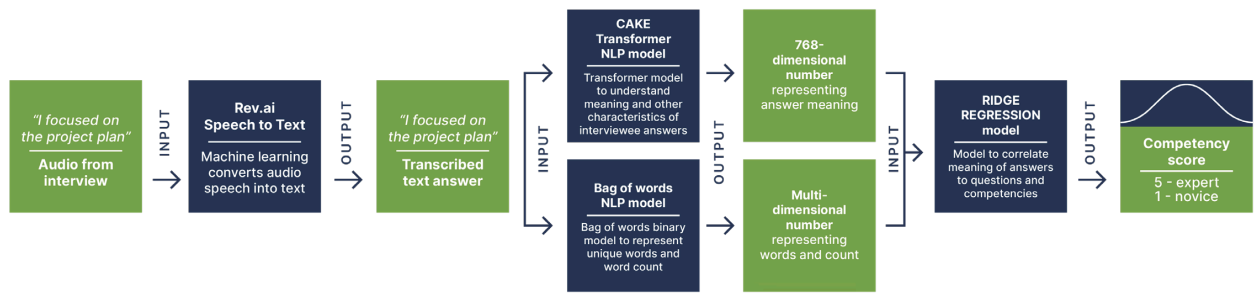 “I focused on
the project plan”
Audio from
interview
INPUT
Rev.ai
Speech to Text
Machine learning
converts audio
speech into text
OUTPUT
“I focused on
the project plan”
Transcribed
text answer
INPUT
CAKE
Transformer
NLP model
Transformer model
to understand
meaning and other
characteristics of
interviewee answers
Bag of words
NLP model
Bag of words binary
model to represent
unique words and
word count
OUTPUT
768-
dimensional
number
representing
answer meaning
Multi-
dimensional
number
representing
words and count
INPUT
RIDGE
REGRESSION
model
Model to correlate
meaning of answers
to questions and
competencies
OUTPUT
Competency
score
5 - expert
1 - novice